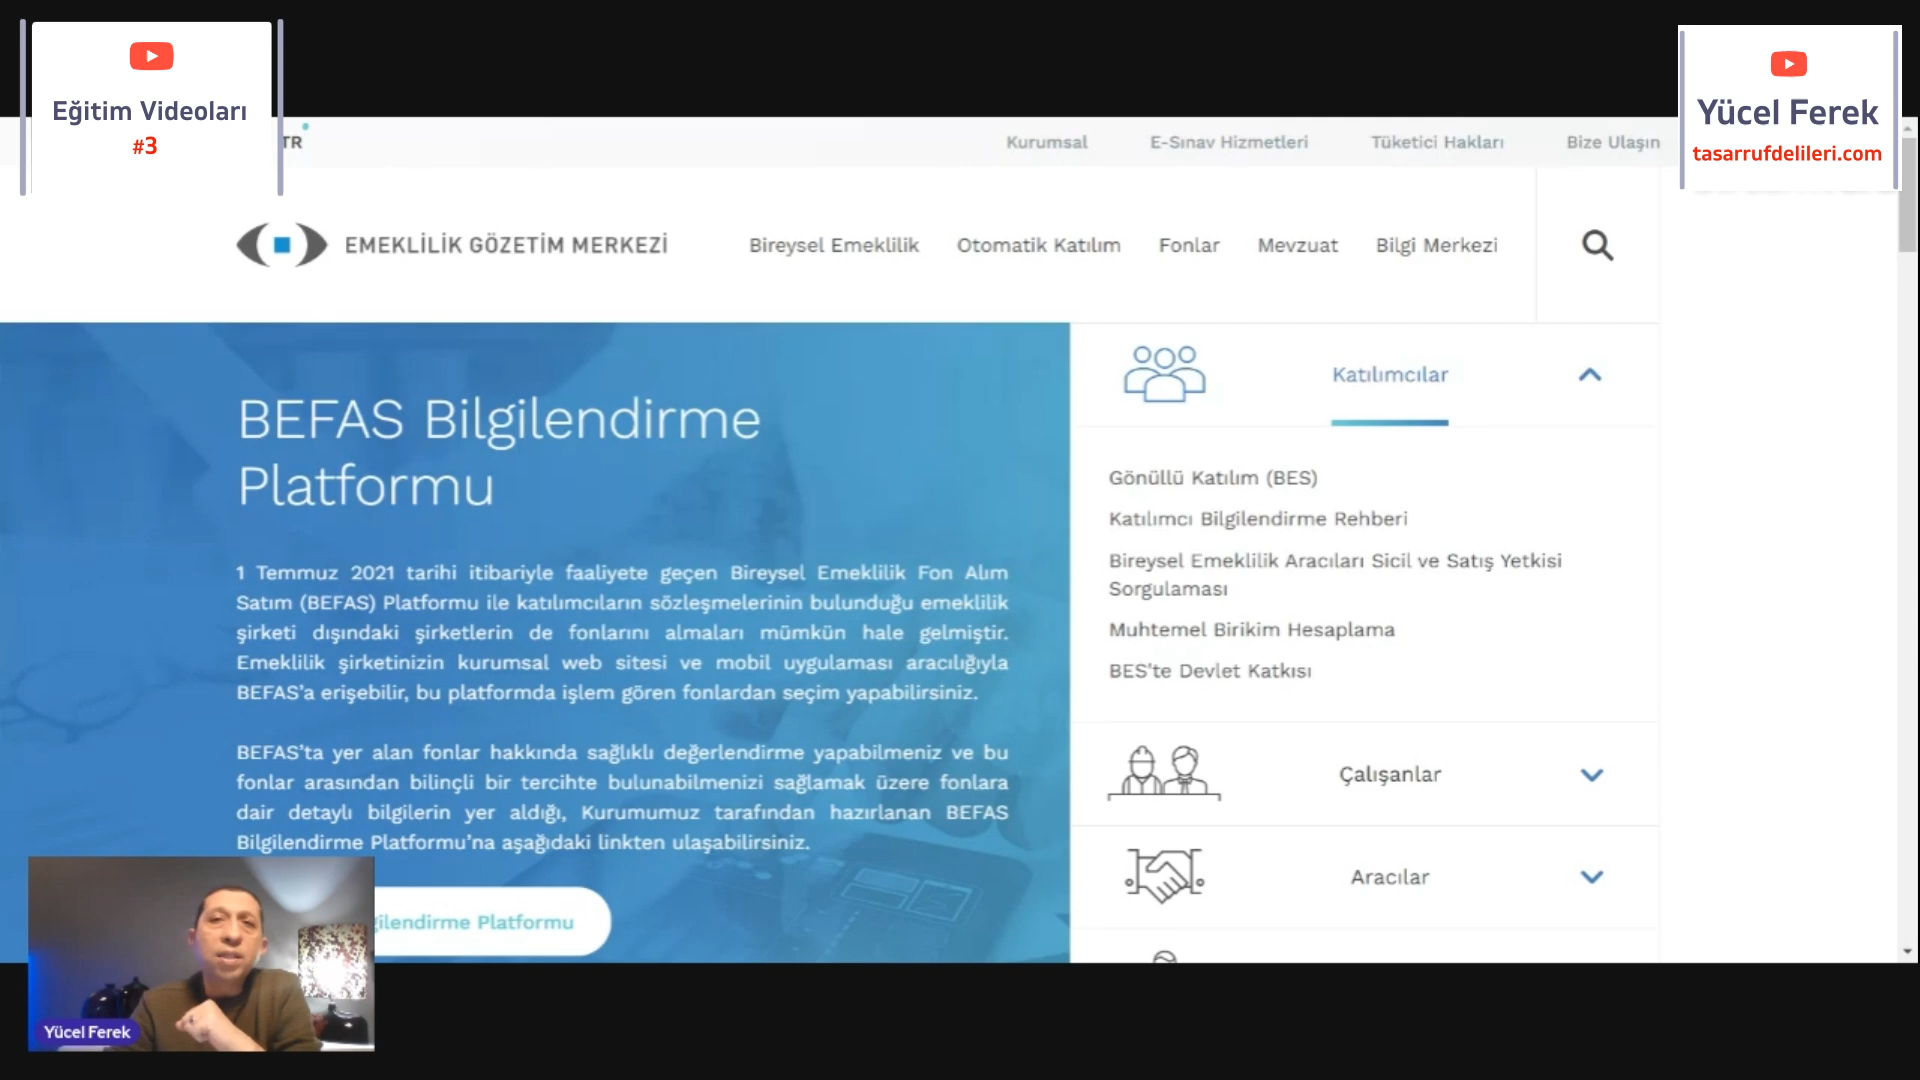 Eğitim Videoları
#3
Yücel Ferek
tasarrufdelileri.com
TR
Kurumsal
E-Sınav Hizmetleri
Tüketici Hakları
Bize Ulaşın
EMEKLİLİK GÖZETİM MERKEZİ
Bireysel Emeklilik
Otomatik Katılım
Fonlar
Mevzuat
Bilgi Merkezi
BEFAS Bilgilendirme
Platformu
1 Temmuz 2021 tarihi itibariyle faaliyete geçen Bireysel Emeklilik Fon Alım
Satım (BEFAS) Platformu ile katılımcıların sözleşmelerinin bulunduğu emeklilik
şirketi dışındaki şirketlerin de fonlarını almaları mümkün hale gelmiştir.
Emeklilik şirketinizin kurumsal web sitesi ve mobil uygulaması aracılığıyla
BEFAS'a erişebilir, bu platformda işlem gören fonlardan seçim yapabilirsiniz.
BEFAS'ta yer alan fonlar hakkında sağlıklı değerlendirme yapabilmeniz ve bu
fonlar arasından bilinçli bir tercihte bulunabilmenizi sağlamak üzere fonlara
dair detaylı bilgilerin yer aldığı, Kurumumuz tarafından hazırlanan BEFAS
Bilgilendirme Platformu'na aşağıdaki linkten ulaşabilirsiniz.
gilendirme Platformu
Katılımcılar
Gönüllü Katılım (BES)
Katılımcı Bilgilendirme Rehberi
Bireysel Emeklilik Aracıları Sicil ve Satış Yetkisi
Sorgulaması
Muhtemel Birikim Hesaplama
BES'te Devlet Katkısı
Çalışanlar
Aracılar
Yücel Ferek